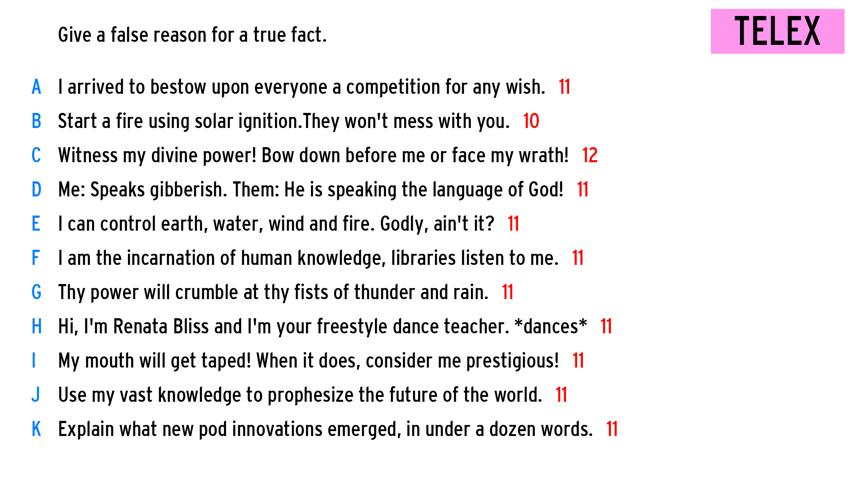 Give a false reason for a true fact.
TELEX
A I arrived to bestow upon everyone a competition for any wish. 11
B Start a fire using solar ignition.They won't mess with you. 10
C Witness my divine power! Bow down before me or face my wrath! 12
D Me: Speaks gibberish. Them: He is speaking the language of God! 11
E I can control earth, water, wind and fire. Godly, ain't it? 11
F I am the incarnation of human knowledge, libraries listen to me. 11
G Thy power will crumble at thy fists of thunder and rain. 11
H Hi, I'm Renata Bliss and I'm your freestyle dance teacher. *dances* 11
I My mouth will get taped! When it does, consider me prestigious! 11
J Use my vast knowledge to prophesize the future of the world. 11
K Explain what new pod innovations emerged, in under a dozen words. 11